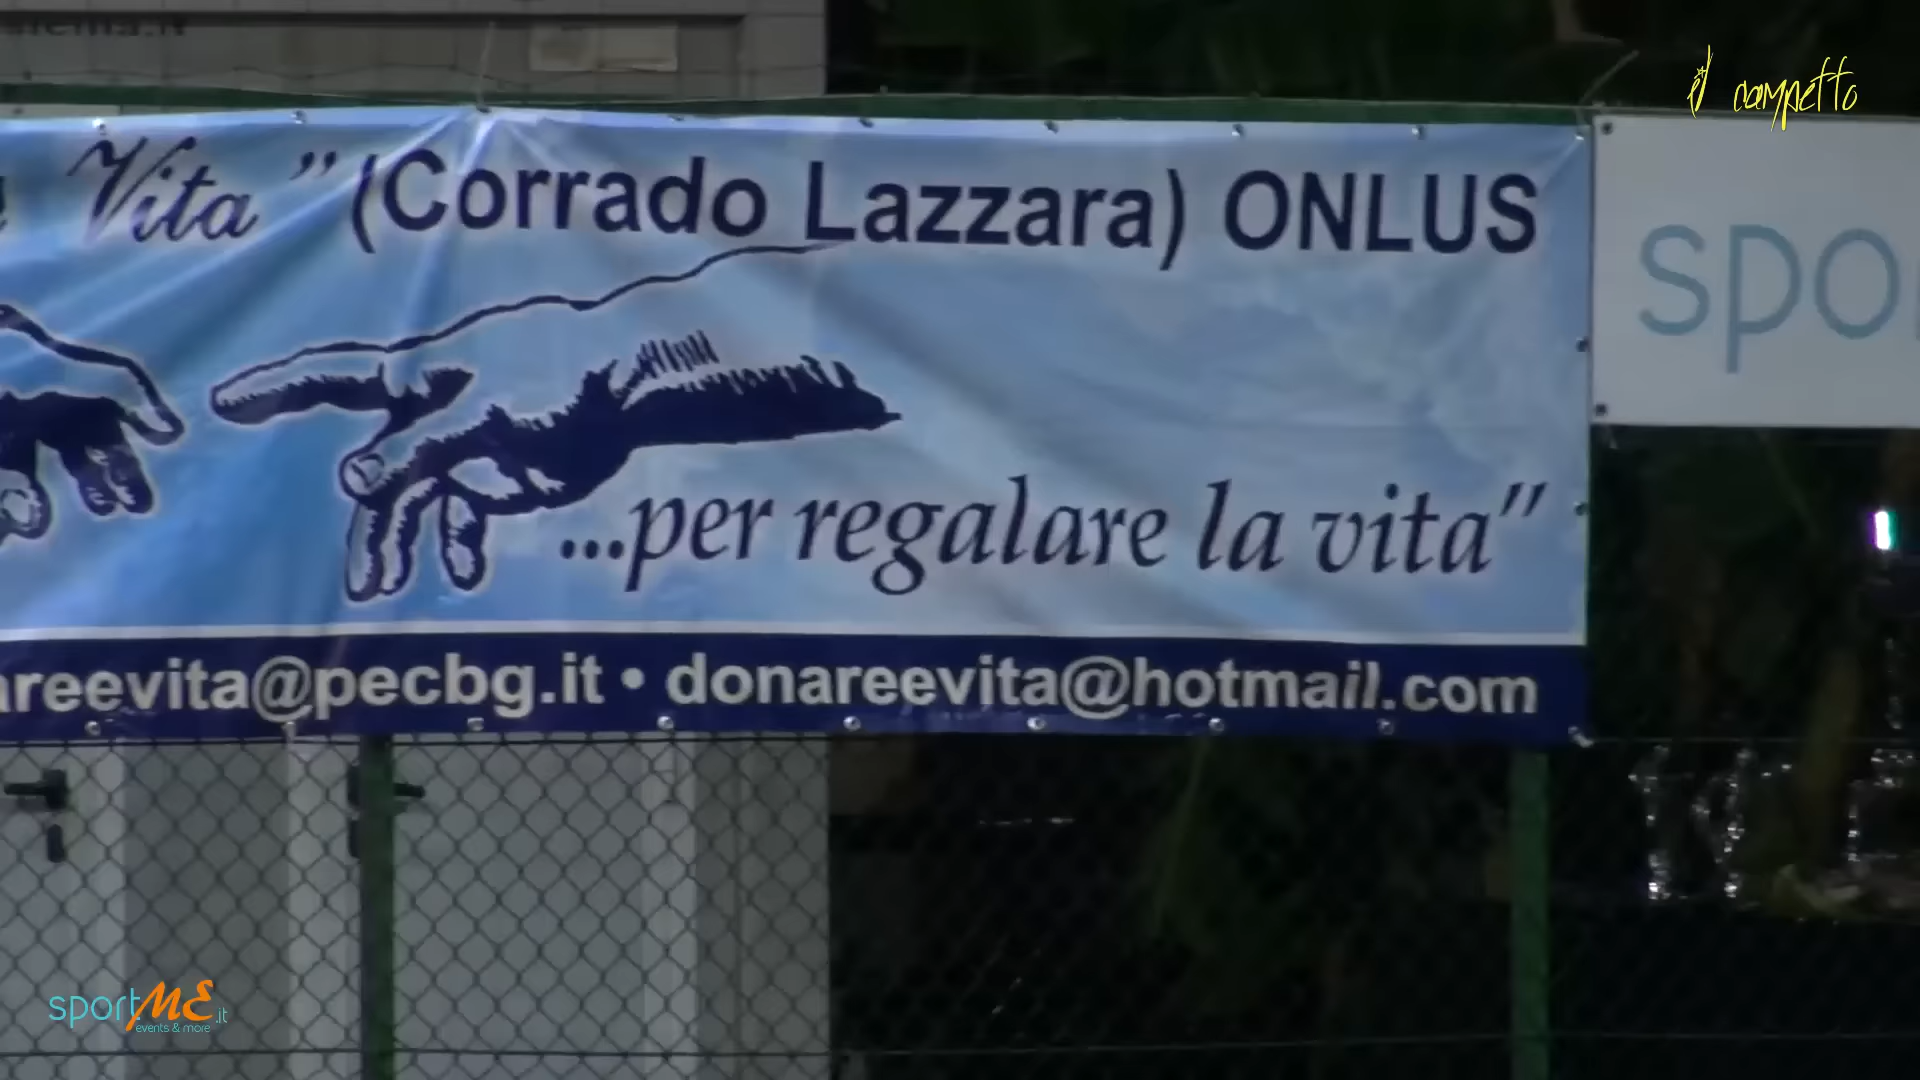 il campetto
Vita" (Corrado Lazzara) ONLUS
spo
...per regalare la vita"
areevita@pecbg.it • donareevita@hotmail.com
sportME.it
events & more